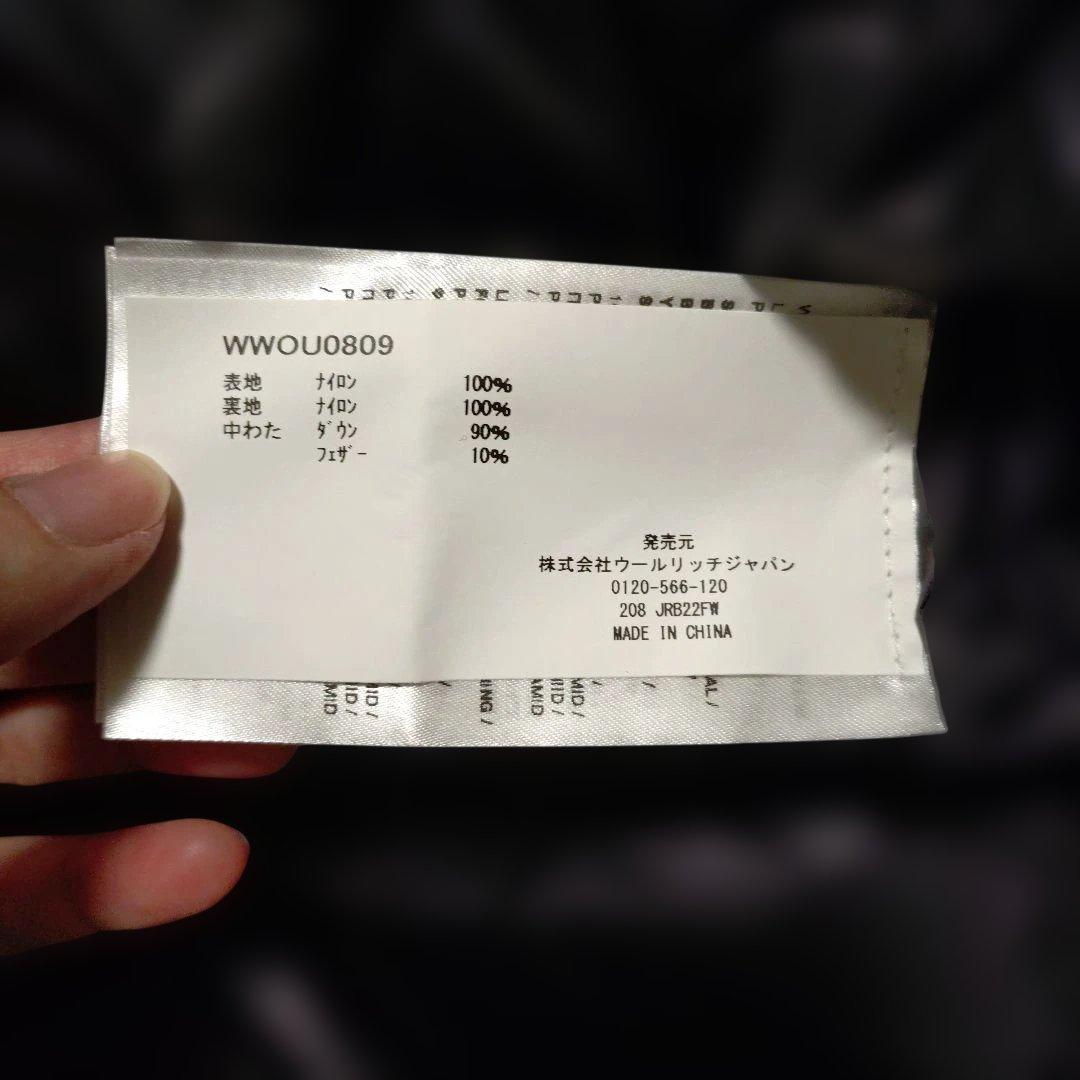 WWOU0809
表地 ﾅｲﾛﾝ 100%
裏地 ﾅｲﾛﾝ 100%
中わた ﾀﾞｳﾝ 90%
ﾌｪｻﾞｰ 10%
発売元
株式会社ウールリッチジャパン
0120-566-120
208 JRB22FW
MADE IN CHINA
AMID